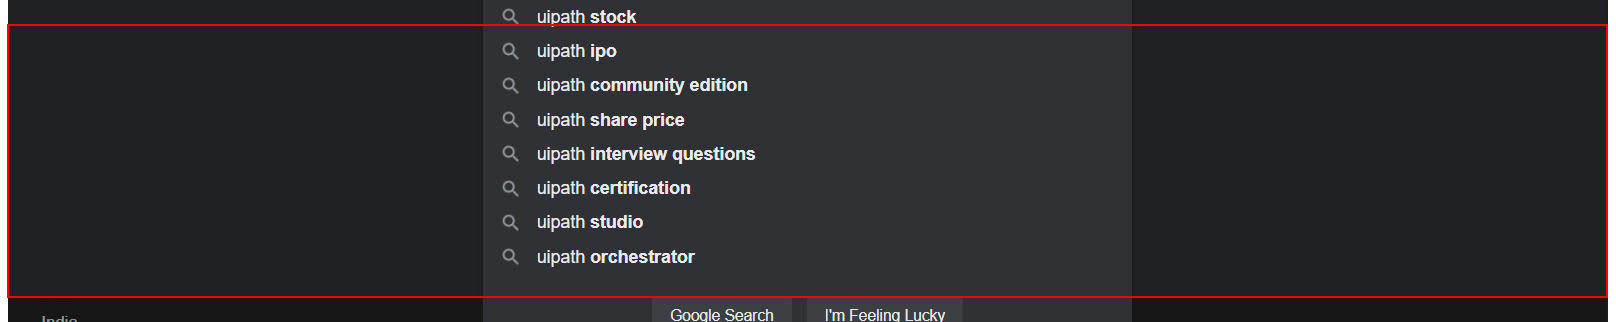 uipath stock
uipath ipo
uipath community edition
uipath share price
uipath interview questions
uipath certification
uipath studio
uipath orchestrator
Google Search
I'm Feeling Lucky
India